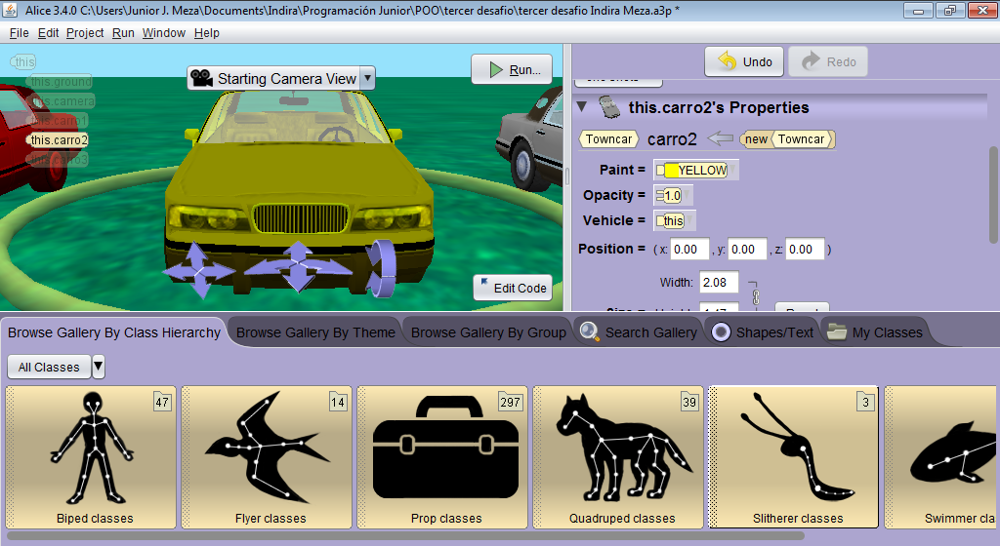 Alice 3.4.0 C:\Users\Junior J. Meza\Documents\Indira\Programación Junior\POO\tercer desafio\tercer desafio Indira Meza.a3p *
File Edit Project Run Window Help
this
this.ground
this.camera
this.carro1
this.carro2
this.carro3
Starting Camera View
Run...
Edit Code
Undo
Redo
this.carro2's Properties
Towncar carro2 new Towncar
Paint = YELLOW
Opacity = 1.0
Vehicle = this
Position = ( x: 0.00 , y: 0.00 , z: 0.00 )
Width: 2.08
Browse Gallery By Class Hierarchy
Browse Gallery By Theme
Browse Gallery By Group
Search Gallery
Shapes/Text
My Classes
All Classes
47
Biped classes
14
Flyer classes
297
Prop classes
39
Quadruped classes
3
Slitherer classes
Swimmer cla